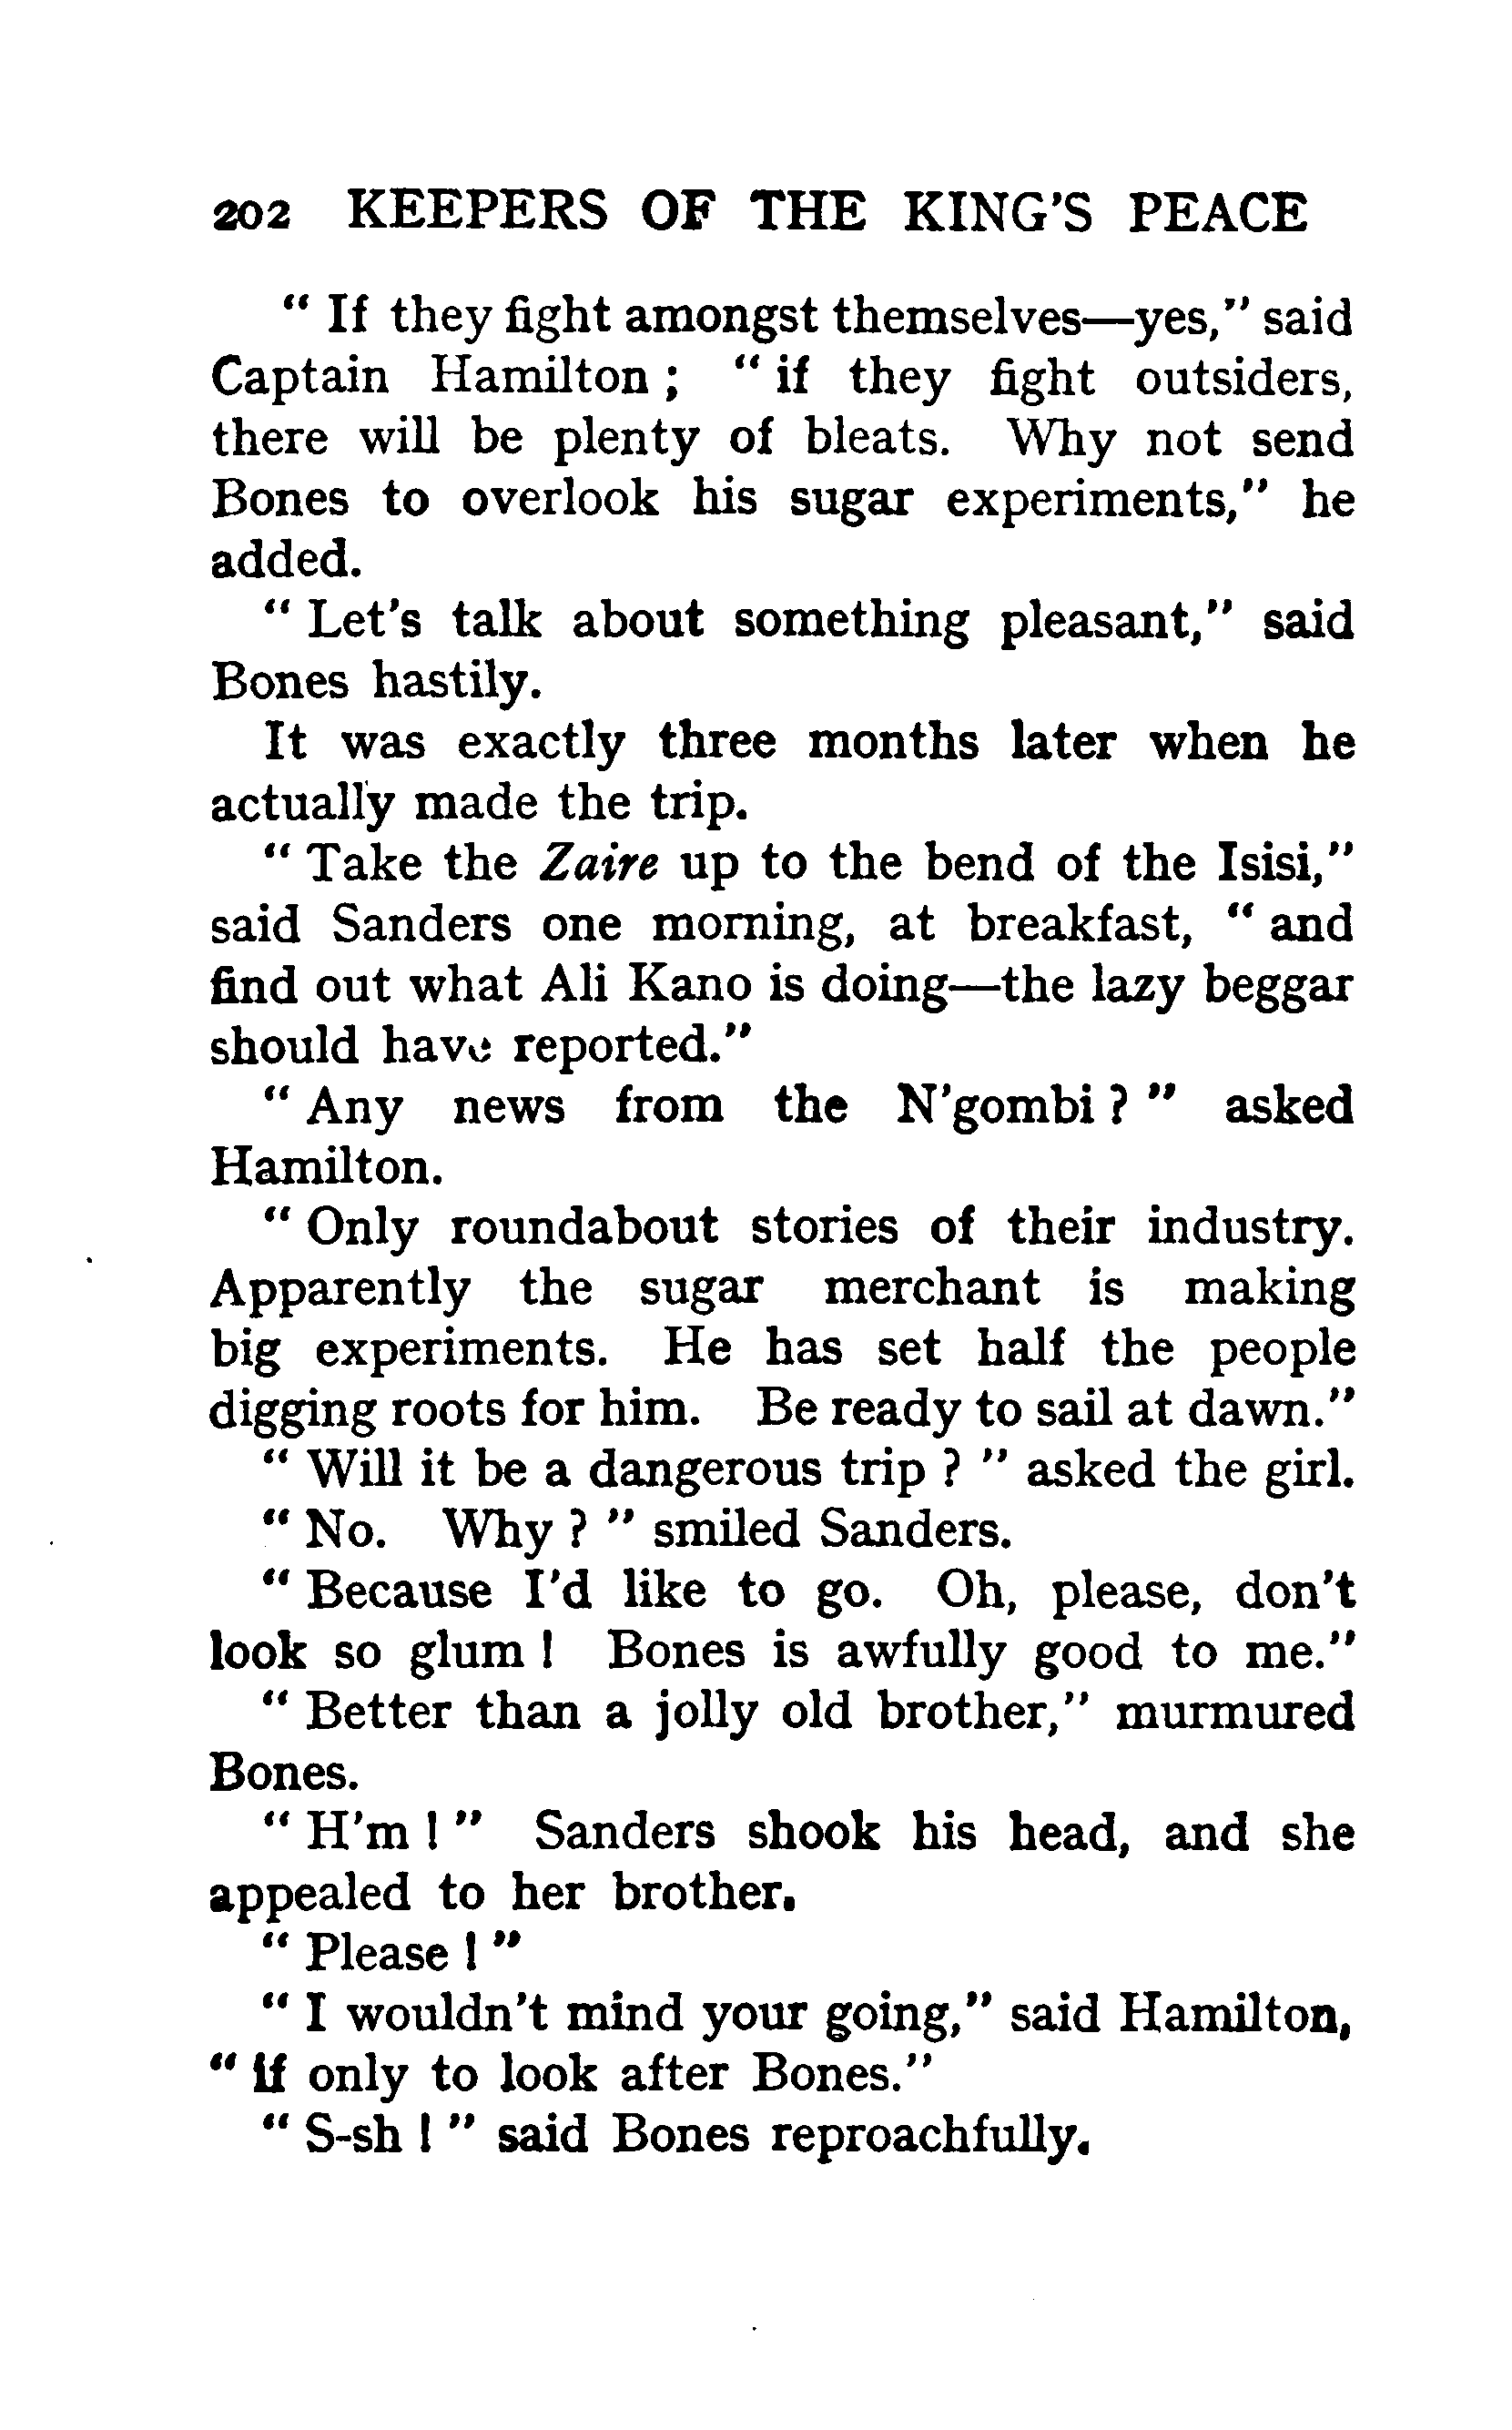 202 KEEPERS OF THE KING'S PEACE
" If they fight amongst themselves—yes," said
Captain Hamilton ; " if they fight outsiders,
there will be plenty of bleats. Why not send
Bones to overlook his sugar experiments," he
added.
" Let's talk about something pleasant," said
Bones hastily.
It was exactly three months later when he
actually made the trip.
" Take the Zaire up to the bend of the Isisi,"
said Sanders one morning, at breakfast, " and
find out what Ali Kano is doing—the lazy beggar
should have reported."
" Any news from the N'gombi ? " asked
Hamilton.
" Only roundabout stories of their industry.
Apparently the sugar merchant is making
big experiments. He has set half the people
digging roots for him. Be ready to sail at dawn."
" Will it be a dangerous trip ? " asked the girl.
" No. Why ? " smiled Sanders.
" Because I'd like to go. Oh, please, don't
look so glum ! Bones is awfully good to me."
" Better than a jolly old brother," murmured
Bones.
" H'm ! " Sanders shook his head, and she
appealed to her brother.
" Please ! "
" I wouldn't mind your going," said Hamilton,
" if only to look after Bones."
" S-sh ! " said Bones reproachfully.